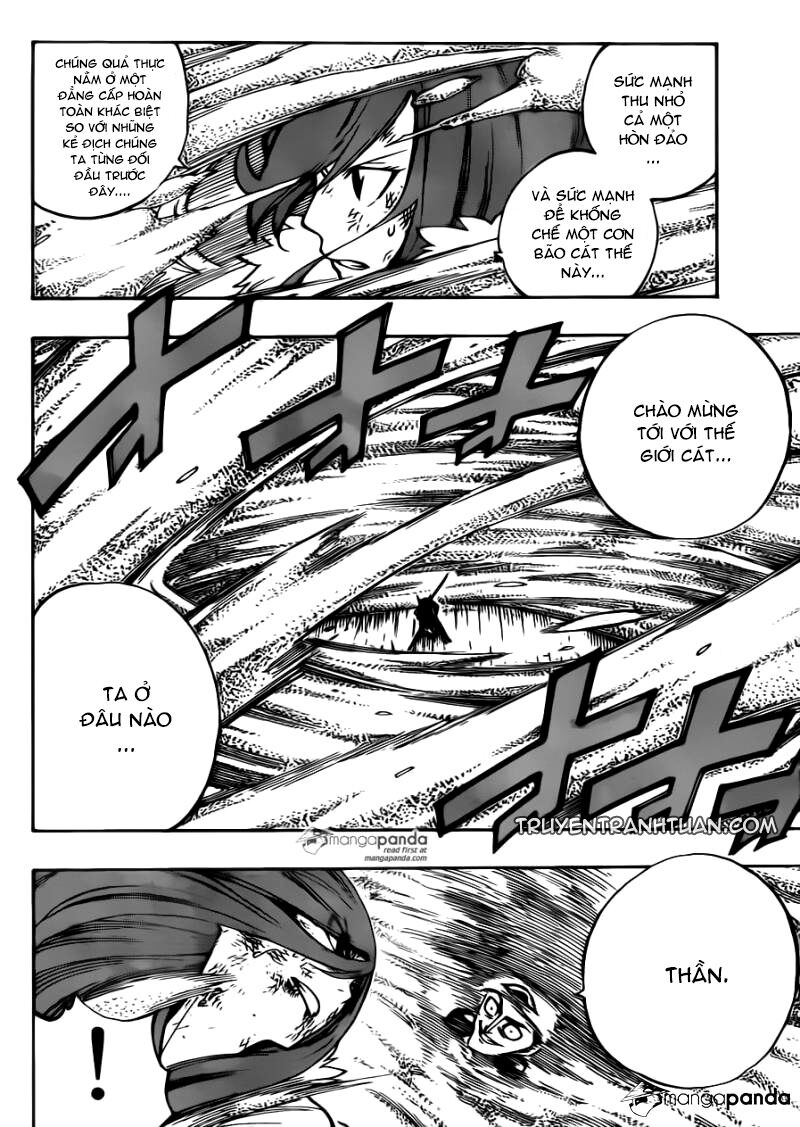 CHÚNG QUẢ THỰC
NẰM Ở MỘT
ĐẲNG CẤP HOÀN
TOÀN KHÁC BIỆT
SO VỚI NHỮNG
KẺ ĐỊCH CHÚNG
TA TỪNG ĐỐI
ĐẦU TRƯỚC
ĐÂY....
SỨC MẠNH
THU NHỎ
CẢ MỘT
HÒN ĐẢO
...
VÀ SỨC MẠNH
ĐỂ KHỐNG
CHẾ MỘT CƠN
BÃO CÁT THẾ
NÀY...
CHÀO MỪNG
TỚI VỚI THẾ
GIỚI CÁT...
TA Ở
ĐÂU NÀO
...
TRUYENTRANHTUAN.COM
mangapanda
read first at
mangapanda.com
THẦN.
!
mangapanda